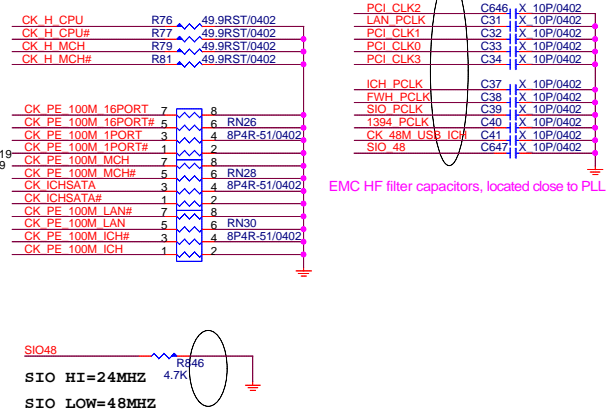 CK_H_CPU R76 49.9RST/0402
CK_H_CPU# R77 49.9RST/0402
CK_H_MCH R79 49.9RST/0402
CK_H_MCH# R81 49.9RST/0402
CK_PE_100M_16PORT 7 8
CK_PE_100M_16PORT# 5 6 RN26
CK_PE_100M_1PORT 3 4 8P4R-51/0402
CK_PE_100M_1PORT# 1 2
19
9
CK_PE_100M_MCH 7 8
CK_PE_100M_MCH# 5 6 RN28
CK_ICHSATA 3 4 8P4R-51/0402
CK_ICHSATA# 1 2
CK_PE_100M_LAN# 7 8
CK_PE_100M_LAN 5 6 RN30
CK_PE_100M_ICH# 3 4 8P4R-51/0402
CK_PE_100M_ICH 1 2
PCI_CLK2 C646 X_10P/0402
LAN_PCLK C31 X_10P/0402
PCI_CLK1 C32 X_10P/0402
PCI_CLK0 C33 X_10P/0402
PCI_CLK3 C34 X_10P/0402
ICH_PCLK C37 X_10P/0402
FWH_PCLK C38 X_10P/0402
SIO_PCLK C39 X_10P/0402
1394_PCLK C40 X_10P/0402
CK_48M_USB_ICH C41 X_10P/0402
SIO_48 C647 X_10P/0402
EMC HF filter capacitors, located close to PLL
SIO48
R846
4.7K
SIO HI=24MHZ
SIO LOW=48MHZ